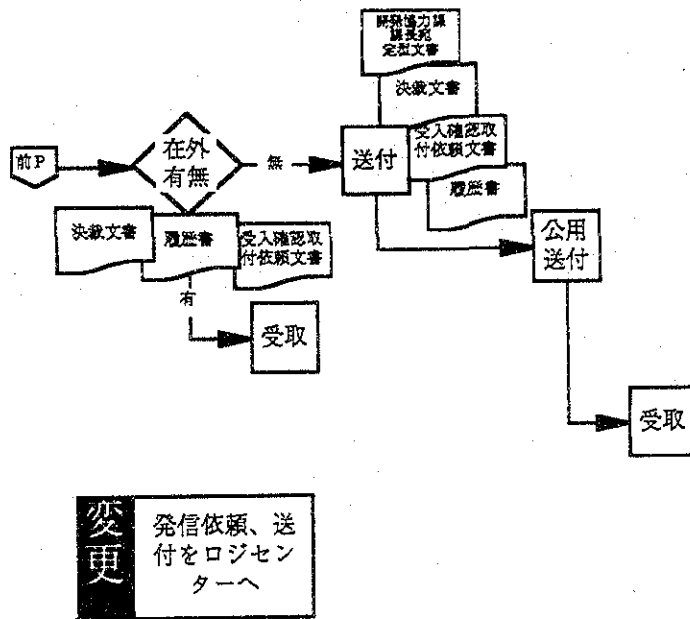 開発協力課
課長宛
定型文書
決裁文書
前P
在外
有無
無
送付
受入確認取
付依頼文書
履歴書
決裁文書
履歴書
受入確認取
付依頼文書
公用
送付
有
受取
受取
変更
発信依頼、送
付をロジセン
ターへ